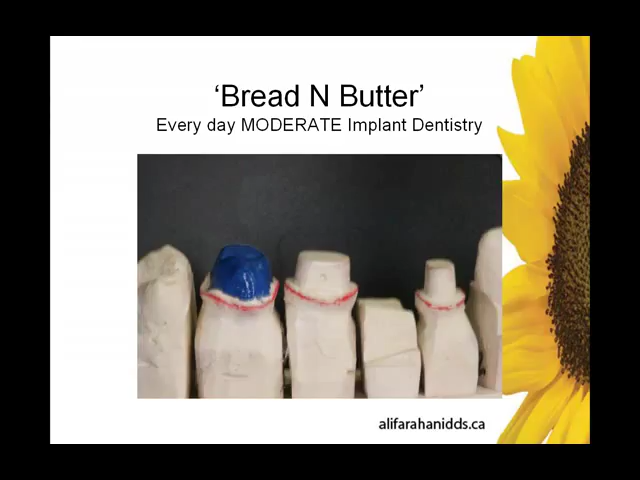 ‘Bread N Butter’
Every day MODERATE Implant Dentistry
alifarahanidds.ca